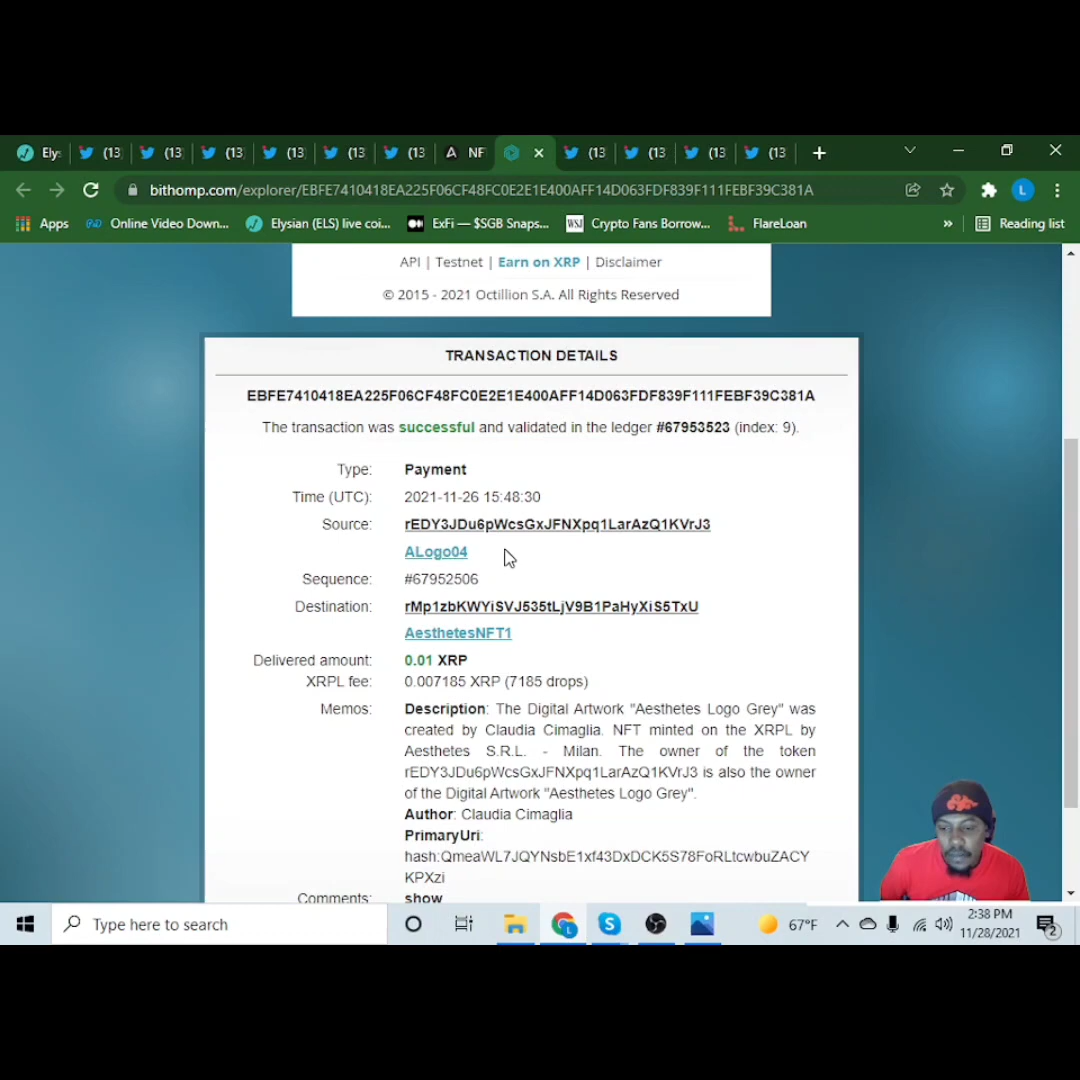 Ely (13 (13 (13 (13 (13 (13 NF (13 (13 (13 (13
bithomp.com/explorer/EBFE7410418EA225F06CF48FC0E2E1E400AFF14D063FDF839F111FEBF39C381A
L
Apps Online Video Down... Elysian (ELS) live coi... ExFi — $SGB Snaps... WSJ Crypto Fans Borrow... FlareLoan » Reading list
API | Testnet | Earn on XRP | Disclaimer
© 2015 - 2021 Octillion S.A. All Rights Reserved
TRANSACTION DETAILS
EBFE7410418EA225F06CF48FC0E2E1E400AFF14D063FDF839F111FEBF39C381A
The transaction was successful and validated in the ledger #67953523 (index: 9).
Type: Payment
Time (UTC): 2021-11-26 15:48:30
Source: rEDY3JDu6pWcsGxJFNXpq1LarAzQ1KVrJ3
ALogo04
Sequence: #67952506
Destination: rMp1zbKWYiSVJ535tLjV9B1PaHyXiS5TxU
AesthetesNFT1
Delivered amount: 0.01 XRP
XRPL fee: 0.007185 XRP (7185 drops)
Memos: Description: The Digital Artwork "Aesthetes Logo Grey" was
created by Claudia Cimaglia. NFT minted on the XRPL by
Aesthetes S.R.L. - Milan. The owner of the token
rEDY3JDu6pWcsGxJFNXpq1LarAzQ1KVrJ3 is also the owner
of the Digital Artwork "Aesthetes Logo Grey".
Author: Claudia Cimaglia
PrimaryUri:
hash:QmeaWL7JQYNsbE1xf43DxDCK5S78FoRLtcwbuZACY
KPXzi
Comments: show
Type here to search
67°F
2:38 PM
11/28/2021
2